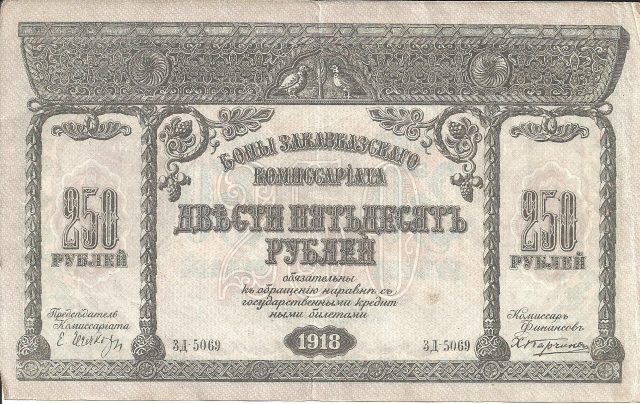 Боны Закавказскаго
Коммиссаріата
250
РУБЛЕЙ
ДВѢСТИ ПЯТЬДЕСЯТЪ
РУБЛЕЙ
250
РУБЛЕЙ
обязательны
къ обращенію наравнѣ съ
государственными кредит
ными билетами
Предсѣдатель
Комиссаріата
ЗД-5069
1918
ЗД-5069
Комиссаръ
Финансовъ